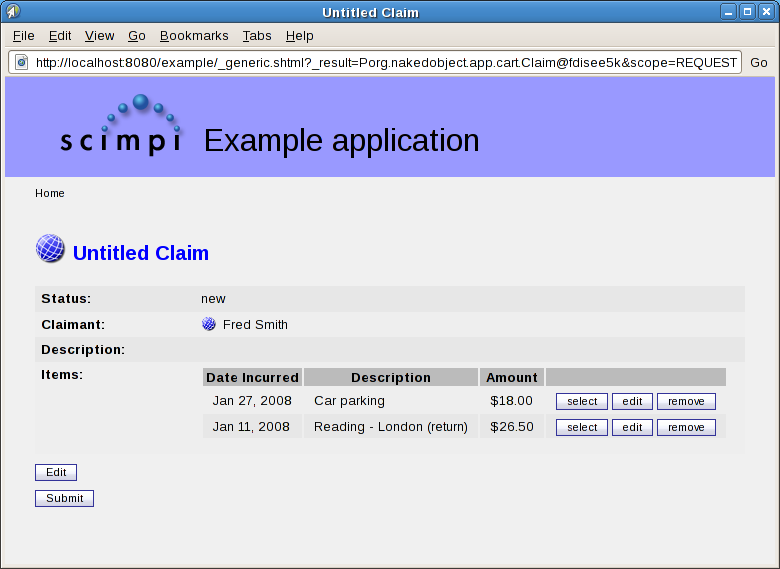 Untitled Claim
File Edit View Go Bookmarks Tabs Help
http://localhost:8080/example/_generic.shtml?_result=Porg.nakedobject.app.cart.Claim@fdisee5k&scope=REQUEST Go
scimpi Example application
Home
Untitled Claim
Status: new
Claimant: Fred Smith
Description:
Items: Date Incurred Description Amount
Jan 27, 2008 Car parking $18.00 select edit remove
Jan 11, 2008 Reading - London (return) $26.50 select edit remove
Edit
Submit